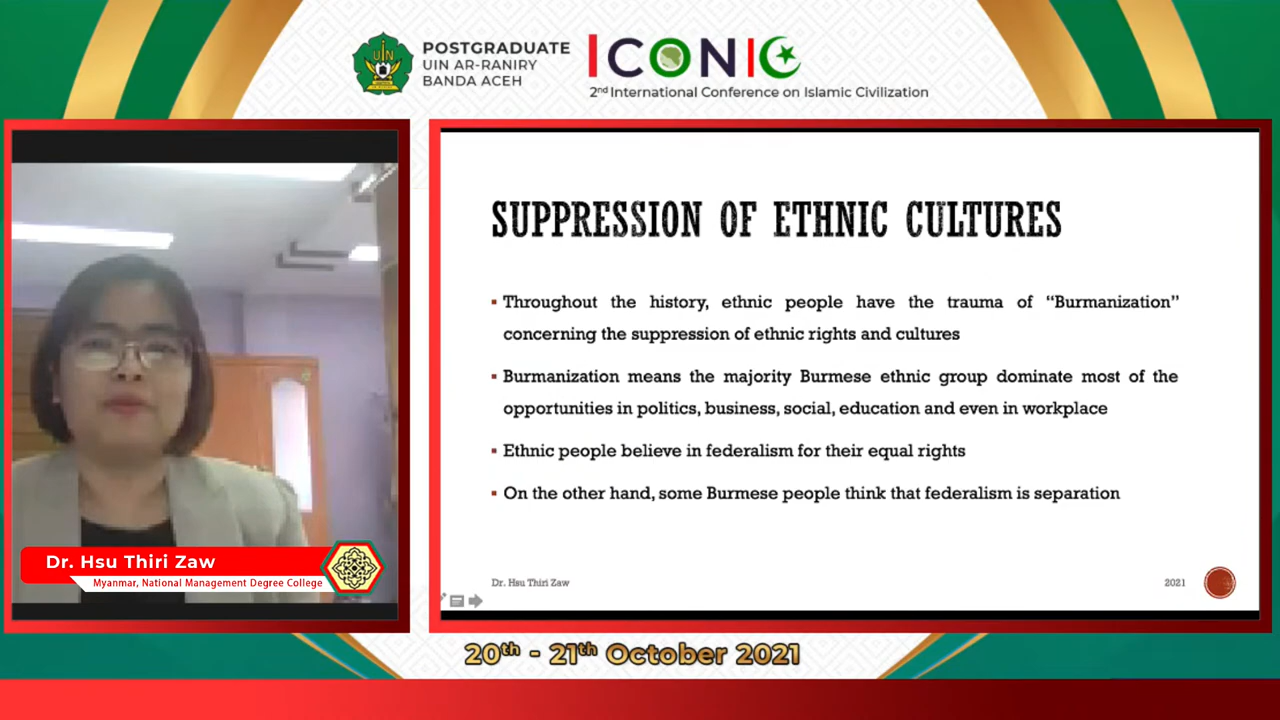 POSTGRADUATE
UIN AR-RANIRY
BANDA ACEH
UIN
ICONIC
2nd International Conference on Islamic Civilization
SUPPRESSION OF ETHNIC CULTURES
▪ Throughout the history, ethnic people have the trauma of “Burmanization”
concerning the suppression of ethnic rights and cultures
▪ Burmanization means the majority Burmese ethnic group dominate most of the
opportunities in politics, business, social, education and even in workplace
▪ Ethnic people believe in federalism for their equal rights
▪ On the other hand, some Burmese people think that federalism is separation
Dr. Hsu Thiri Zaw
2021
Dr. Hsu Thiri Zaw
Myanmar, National Management Degree College
20th - 21th October 2021